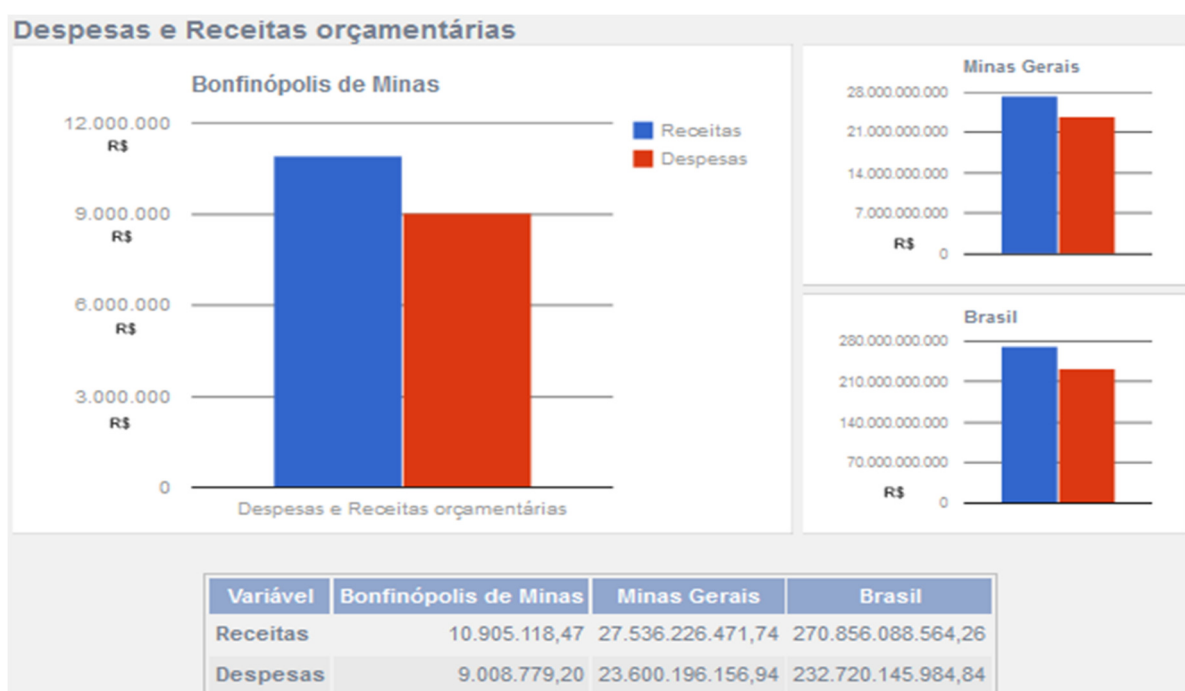 Despesas e Receitas orçamentárias
Bonfinópolis de Minas
12.000.000
R$
9.000.000
R$
6.000.000
R$
3.000.000
R$
0
Despesas e Receitas orçamentárias
Receitas
Despesas
Minas Gerais
28.000.000.000
21.000.000.000
14.000.000.000
7.000.000.000
R$
0
Brasil
280.000.000.000
210.000.000.000
140.000.000.000
70.000.000.000
R$
0
Variável Bonfinópolis de Minas Minas Gerais Brasil
Receitas 10.905.118,47 27.536.226.471,74 270.856.088.564,26
Despesas 9.008.779,20 23.600.196.156,94 232.720.145.984,84